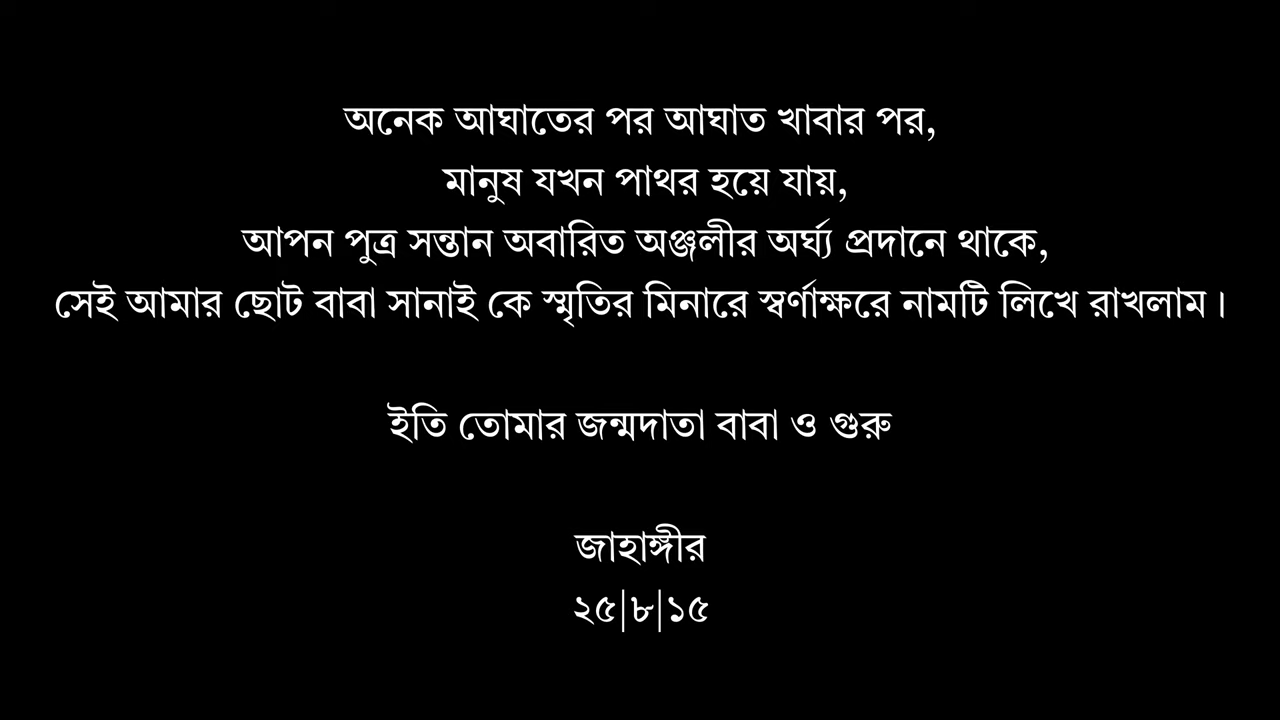 অনেক আঘাতের পর আঘাত খাবার পর,
মানুষ যখন পাথর হয়ে যায়,
আপন পুত্র সন্তান অবারিত অঞ্জলীর অর্ঘ্য প্রদানে থাকে,
সেই আমার ছোট বাবা সানাই কে স্মৃতির মিনারে স্বর্ণাক্ষরে নামটি লিখে রাখলাম।
ইতি তোমার জন্মদাতা বাবা ও গুরু
জাহাঙ্গীর
২৫|৮|১৫